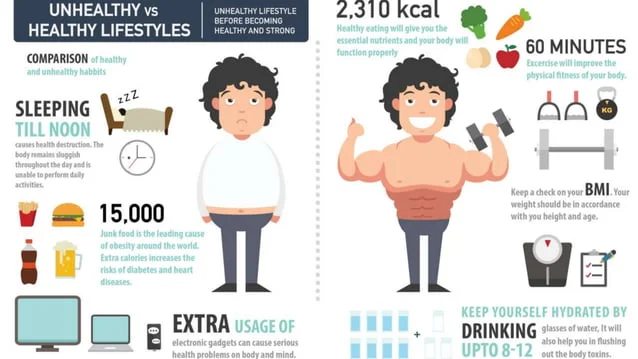 UNHEALTHY vs
HEALTHY LIFESTYLES
UNHEALTHY LIFESTYLE
BEFORE BECOMING
HEALTHY AND STRONG
COMPARISON of healthy
and unhealthy habbits
zZZ
SLEEPING
TILL NOON
causes health destruction. The
body remains sluggish
throughout the day and is
unable to perform daily
activities.
15,000
Junk food is the leading cause
of obesity around the world.
Extra calories increases the
risks of diabetes and heart
diseases.
EXTRA USAGE OF
electronic gadgets can cause serious
health problems on body and mind,
2,310 kcal
Healthy eating will give you the
essential nutrients and your body will
function properly
60 MINUTES
Excercise will improve the
physical fitness of your body.
KG
Keep a check on your BMI. Your
weight should be in accordance
with you height and age.
KEEP YOURSELF HYDRATED BY
DRINKING glasses of water, It will
UPTO 8-12 also help you in flushing
out the body toxins.